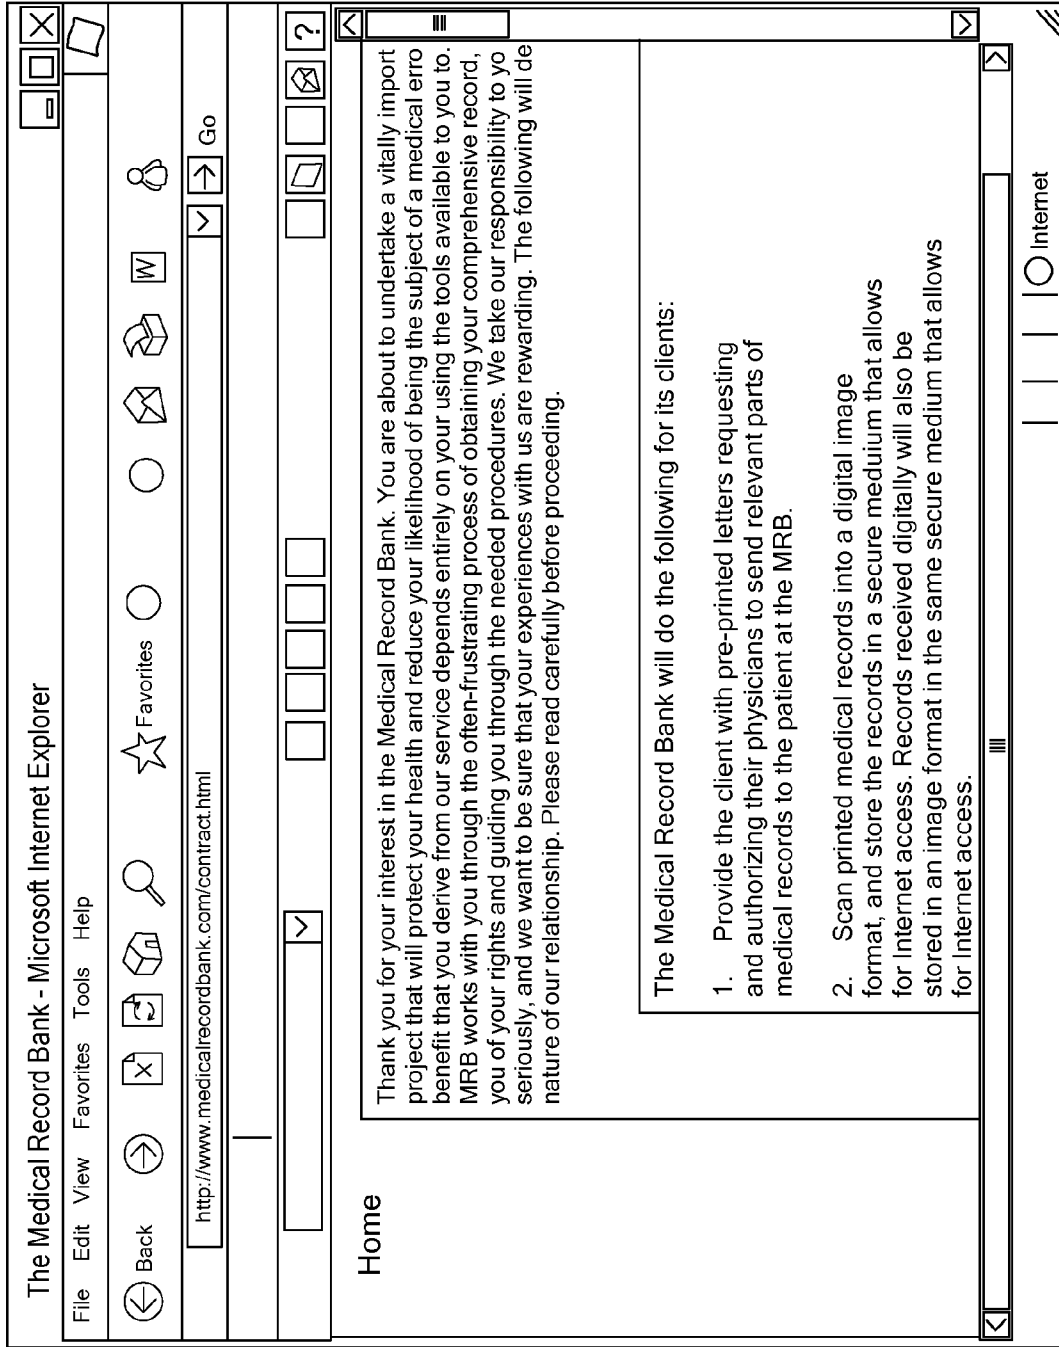 The Medical Record Bank - Microsoft Internet Explorer
File Edit View Favorites Tools Help
Back Favorites W
http://www.medicalrecordbank.com/contract.html Go
?
Home
Thank you for your interest in the Medical Record Bank. You are about to undertake a vitally import
project that will protect your health and reduce your likelihood of being the subject of a medical erro
benefit that you derive from our service depends entirely on your using the tools available to you to.
MRB works with you through the often-frustrating process of obtaining your comprehensive record,
you of your rights and guiding you through the needed procedures. We take our responsibility to yo
seriously, and we want to be sure that your experiences with us are rewarding. The following will de
nature of our relationship. Please read carefully before proceeding.
The Medical Record Bank will do the following for its clients:
1. Provide the client with pre-printed letters requesting
and authorizing their physicians to send relevant parts of
medical records to the patient at the MRB.
2. Scan printed medical records into a digital image
format, and store the records in a secure meduium that allows
for Internet access. Records received digitally will also be
stored in an image format in the same secure medium that allows
for Internet access.
Internet